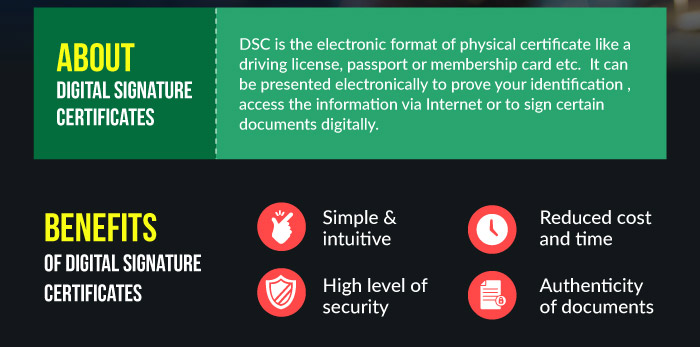 ABOUT
DIGITAL SIGNATURE
CERTIFICATES
DSC is the electronic format of physical certificate like a
driving license, passport or membership card etc.  It can
be presented electronically to prove your identification ,
access the information via Internet or to sign certain
documents digitally.
BENEFITS
OF DIGITAL SIGNATURE
CERTIFICATES
Simple &
intuitive
Reduced cost
and time
High level of
security
Authenticity
of documents